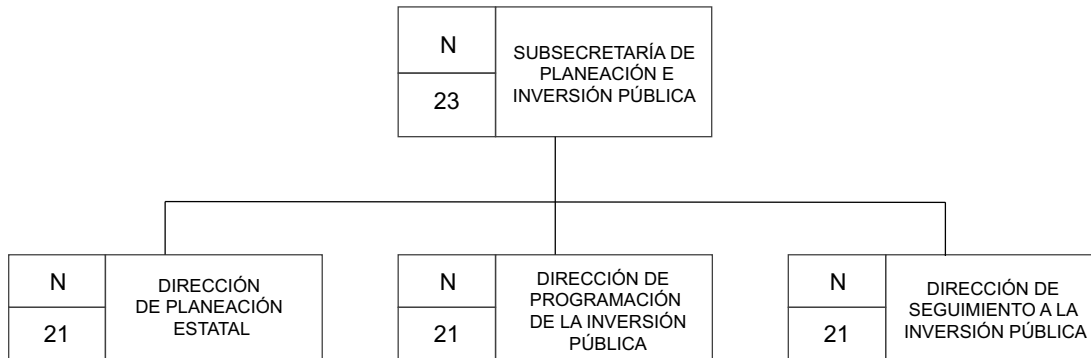 N
23
SUBSECRETARÍA DE
PLANEACIÓN E
INVERSIÓN PÚBLICA
N
21
DIRECCIÓN
DE PLANEACIÓN
ESTATAL
N
21
DIRECCIÓN DE
PROGRAMACIÓN
DE LA INVERSIÓN
PÚBLICA
N
21
DIRECCIÓN DE
SEGUIMIENTO A LA
INVERSIÓN PÚBLICA